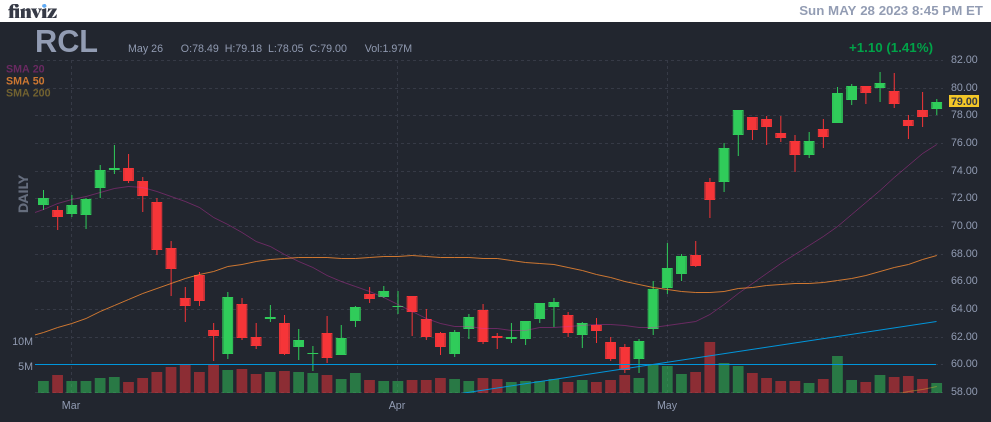 finviz
Sun MAY 28 2023 8:45 PM ET
RCL
May 26 O:78.49 H:79.18 L:78.05 C:79.00 Vol:1.97M
+1.10 (1.41%)
SMA 20
SMA 50
SMA 200
DAILY
82.00
80.00
79.00
78.00
76.00
74.00
72.00
70.00
68.00
66.00
64.00
62.00
60.00
58.00
10M
5M
Mar Apr May